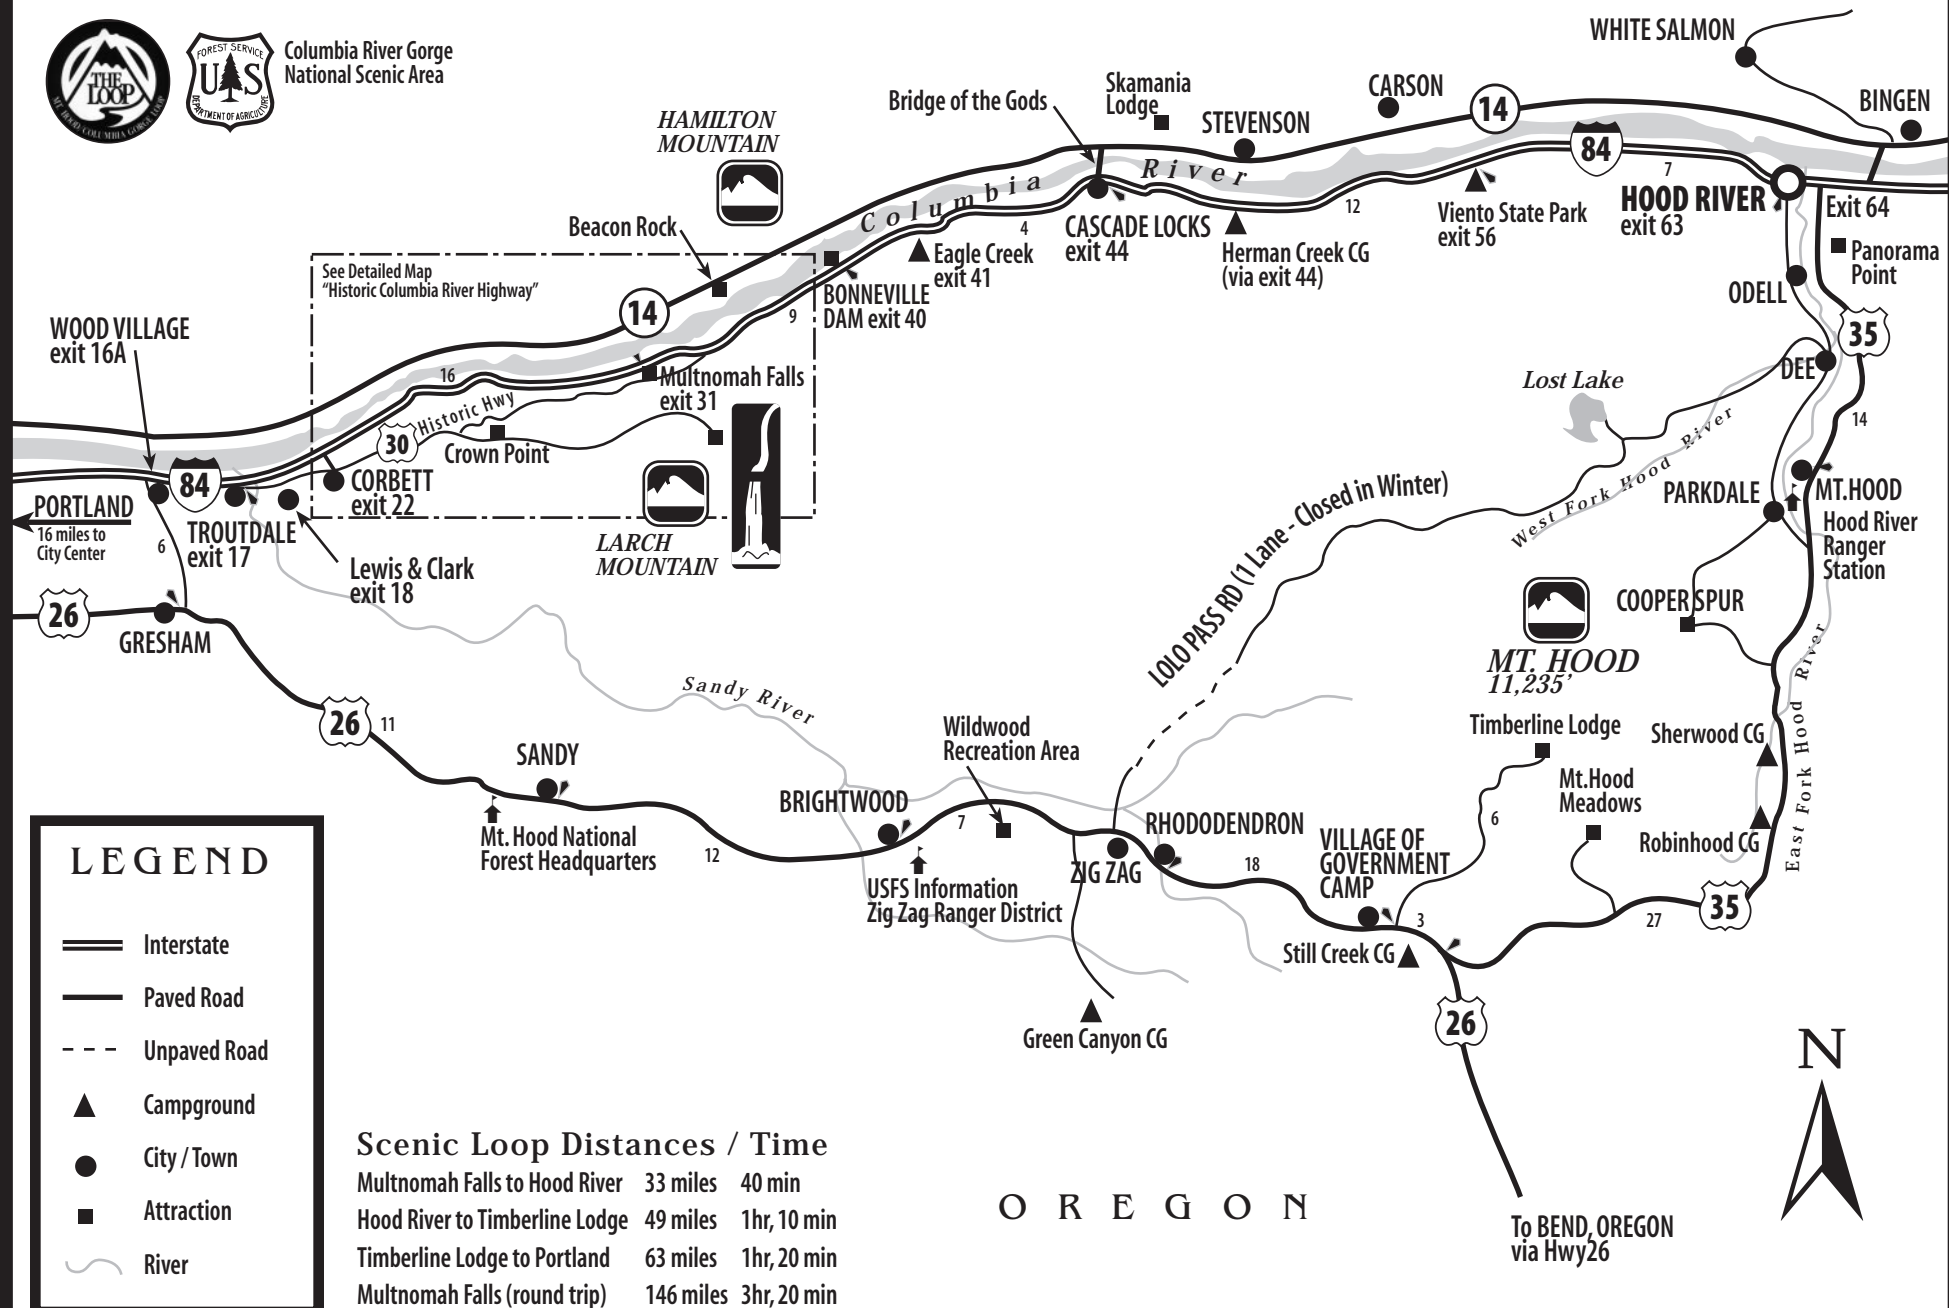 THE
LOOP
MT. HOOD COLUMBIA GORGE LOOP
FOREST SERVICE
U S
DEPARTMENT OF AGRICULTURE
Columbia River Gorge
National Scenic Area
HAMILTON
MOUNTAIN
Beacon Rock
Bridge of the Gods
Skamania
Lodge
STEVENSON
CARSON
14
WHITE SALMON
BINGEN
84
7
HOOD RIVER
exit 63
Exit 64
Panorama
Point
Columbia River
4
CASCADE LOCKS
exit 44
12
Herman Creek CG
(via exit 44)
Viento State Park
exit 56
Eagle Creek
exit 41
BONNEVILLE
DAM exit 40
9
See Detailed Map
“Historic Columbia River Highway”
14
WOOD VILLAGE
exit 16A
16
Multnomah Falls
exit 31
Historic Hwy
30
Crown Point
CORBETT
exit 22
84
PORTLAND
16 miles to
City Center
6
TROUTDALE
exit 17
Lewis & Clark
exit 18
LARCH
MOUNTAIN
26
GRESHAM
ODELL
35
DEE
14
Lost Lake
West Fork Hood River
LOLO PASS RD (1 Lane - Closed in Winter)
PARKDALE
MT.HOOD
Hood River
Ranger
Station
COOPER SPUR
MT. HOOD
11,235’
East Fork Hood River
Sandy River
26
11
SANDY
Mt. Hood National
Forest Headquarters
12
BRIGHTWOOD
USFS Information
Zig Zag Ranger District
Wildwood
Recreation Area
7
ZIG ZAG
RHODODENDRON
18
VILLAGE OF
GOVERNMENT
CAMP
Still Creek CG
3
Timberline Lodge
6
Mt.Hood
Meadows
Sherwood CG
Robinhood CG
27
35
Green Canyon CG
26
To BEND, OREGON
via Hwy26
N
OREGON
LEGEND
Interstate
Paved Road
Unpaved Road
Campground
City / Town
Attraction
River
Scenic Loop Distances / Time
Multnomah Falls to Hood River 33 miles 40 min
Hood River to Timberline Lodge 49 miles 1hr, 10 min
Timberline Lodge to Portland 63 miles 1hr, 20 min
Multnomah Falls (round trip) 146 miles 3hr, 20 min